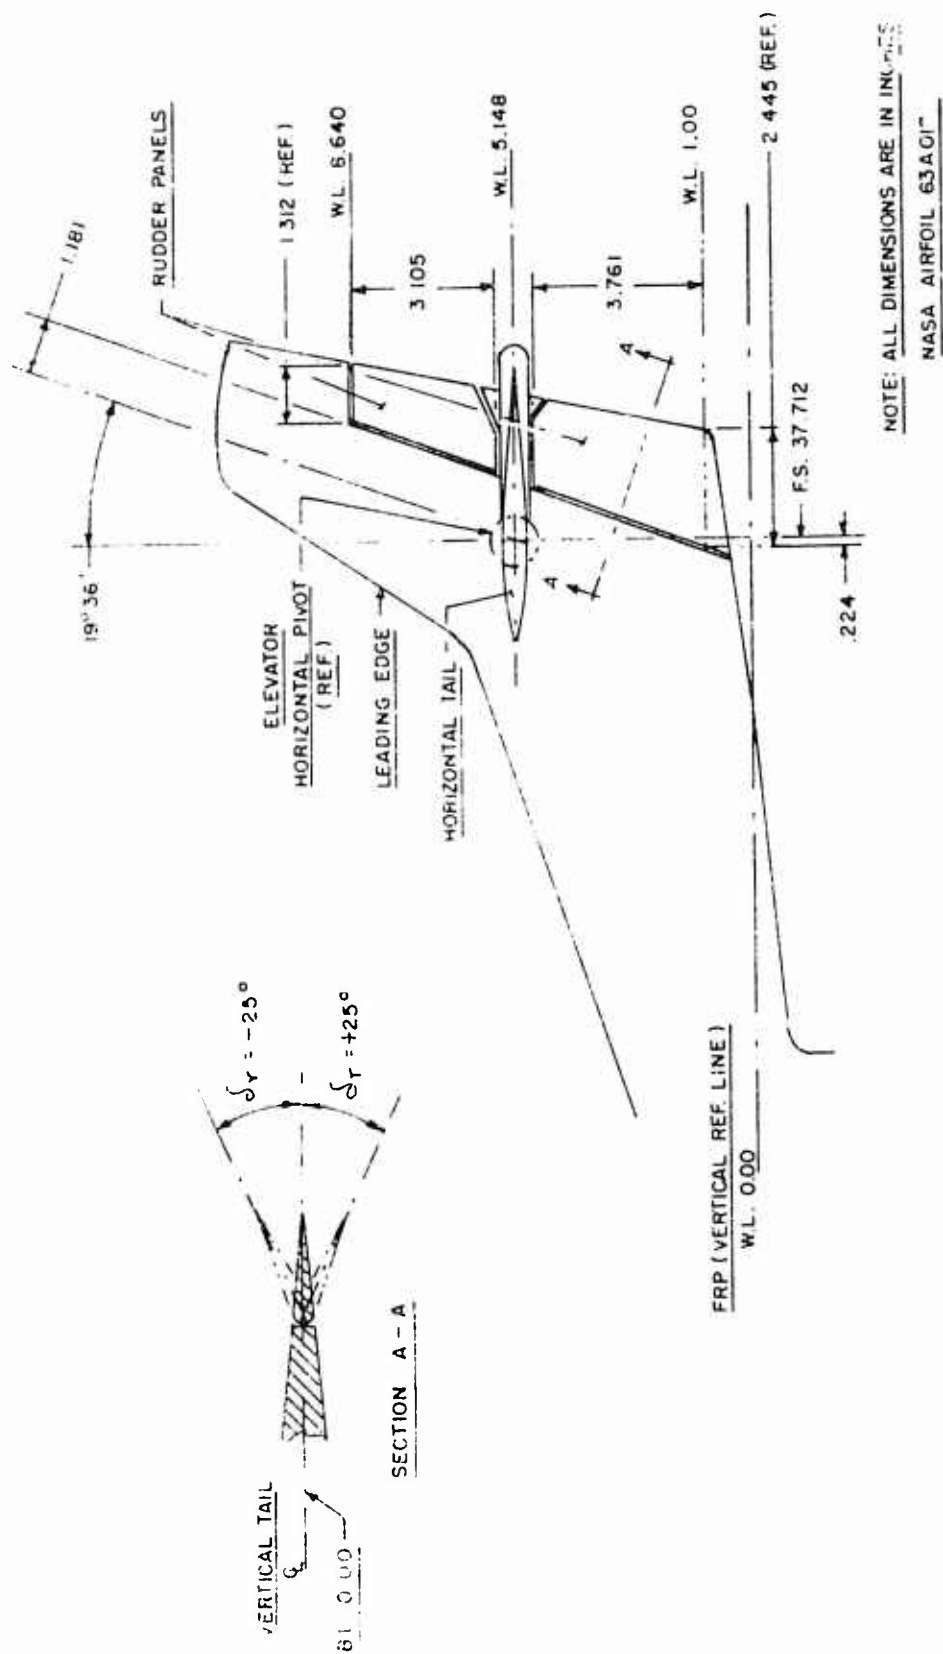 1.181
RUDDER PANELS
1 312 ( REF.)
W.L. 6.640
W.L. 5.148
W.L. 1.00
3 105
3.761
2 445 (REF.)
F.S. 37.712
.224
19° 36'
ELEVATOR
HORIZONTAL PIVOT
( REF.)
LEADING EDGE
HORIZONTAL TAIL
A
A
NOTE: ALL DIMENSIONS ARE IN INCHES
NASA AIRFOIL
FRP ( VERTICAL REF. LINE )
W.L. 0.00
δr = -25°
δr = +25°
SECTION A - A
VERTICAL TAIL
℄